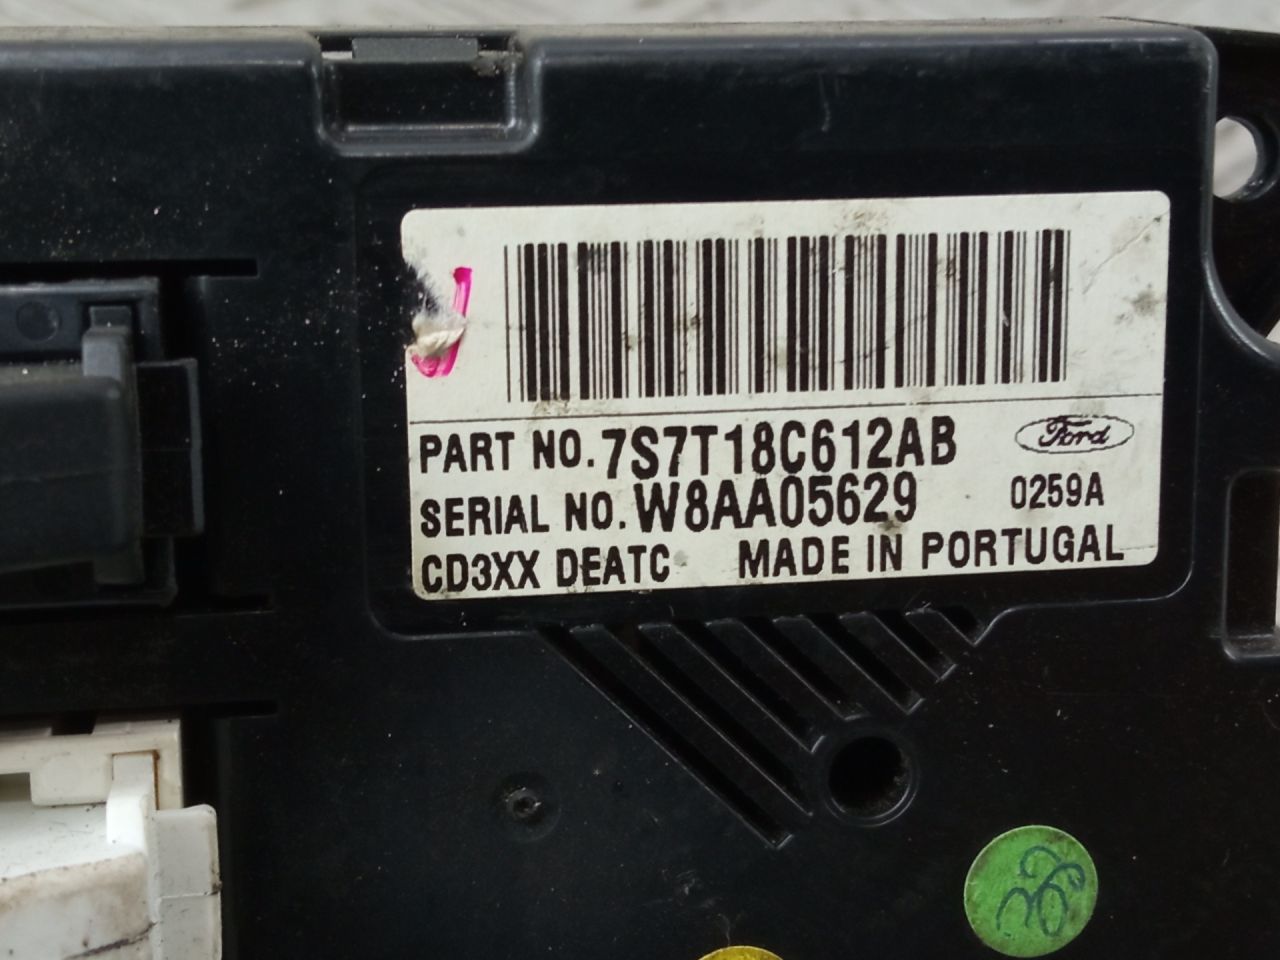 PART NO. 7S7T18C612AB
Ford
SERIAL NO. W8AA05629
0259A
CD3XX DEATC MADE IN PORTUGAL